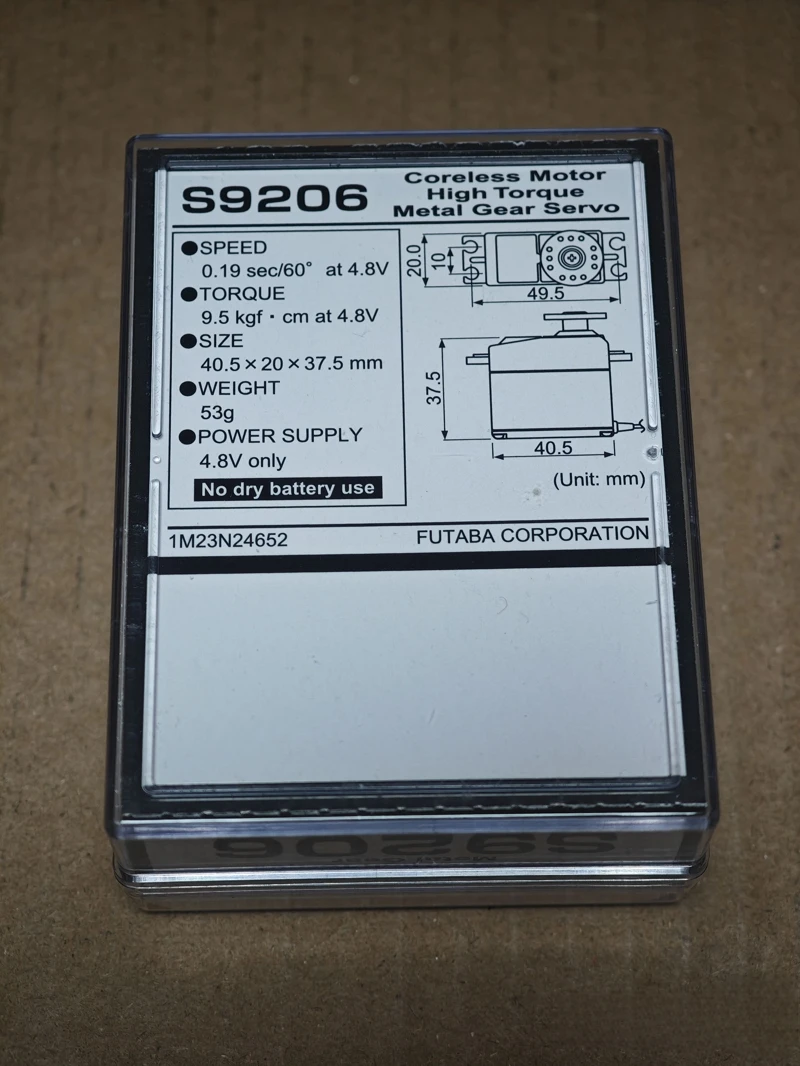 S9206
Coreless Motor
High Torque
Metal Gear Servo
●SPEED
0.19 sec/60° at 4.8V
●TORQUE
9.5 kgf・cm at 4.8V
●SIZE
40.5×20×37.5 mm
●WEIGHT
53g
●POWER SUPPLY
4.8V only
No dry battery use
20.0
10
49.5
37.5
40.5
(Unit: mm)
1M23N24652
FUTABA CORPORATION
S9206